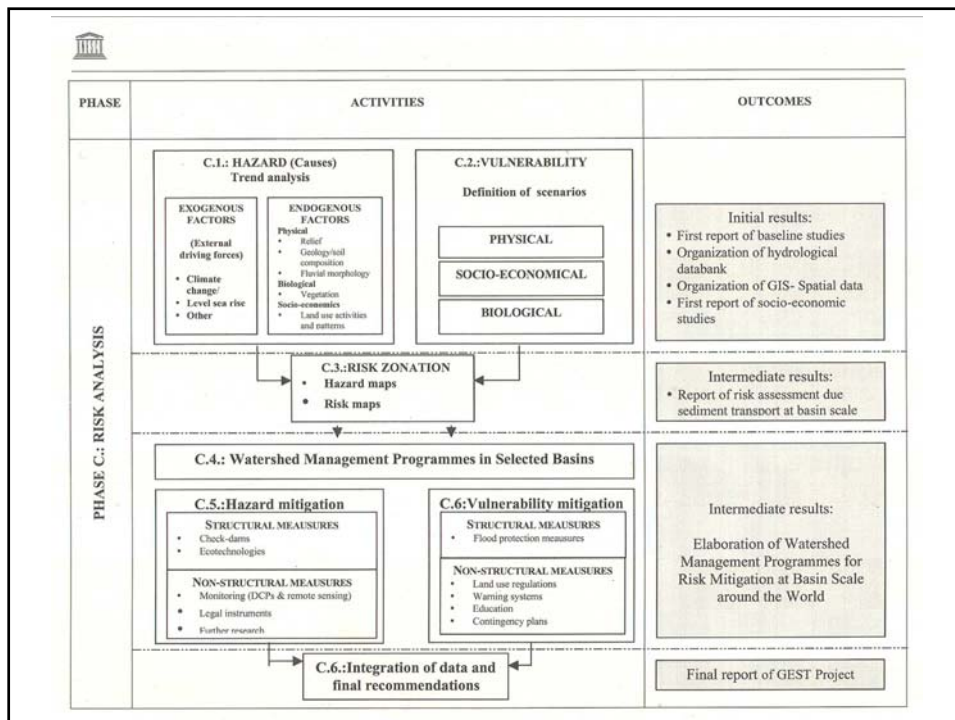 PHASE
ACTIVITIES
OUTCOMES
PHASE C.: RISK ANALYSIS
C.1.: HAZARD (Causes)
Trend analysis
EXOGENOUS
FACTORS
(External
driving forces)
• Climate
change/
• Level sea rise
• Other
ENDOGENOUS
FACTORS
Physical
• Relief
• Geology/soil
composition
• Fluvial morphology
Biological
• Vegetation
Socio-economics
• Land use activities
and patterns
C.2.:VULNERABILITY
Definition of scenarios
PHYSICAL
SOCIO-ECONOMICAL
BIOLOGICAL
Initial results:
• First report of baseline studies
• Organization of hydrological
databank
• Organization of GIS- Spatial data
• First report of socio-economic
studies
C.3.:RISK ZONATION
• Hazard maps
• Risk maps
Intermediate results:
• Report of risk assessment due
sediment transport at basin scale
C.4.: Watershed Management Programmes in Selected Basins
C.5.:Hazard mitigation
STRUCTURAL MEAUSURES
• Check-dams
• Ecotechnologies
NON-STRUCTURAL MEAUSURES
• Monitoring (DCPs & remote sensing)
• Legal instruments
• Further research
C.6:Vulnerability mitigation
STRUCTURAL MEAUSURES
• Flood protection meausures
NON-STRUCTURAL MEAUSURES
• Land use regulations
• Warning systems
• Education
• Contingency plans
Intermediate results:
Elaboration of Watershed
Management Programmes for
Risk Mitigation at Basin Scale
around the World
C.6.:Integration of data and
final recommendations
Final report of GEST Project